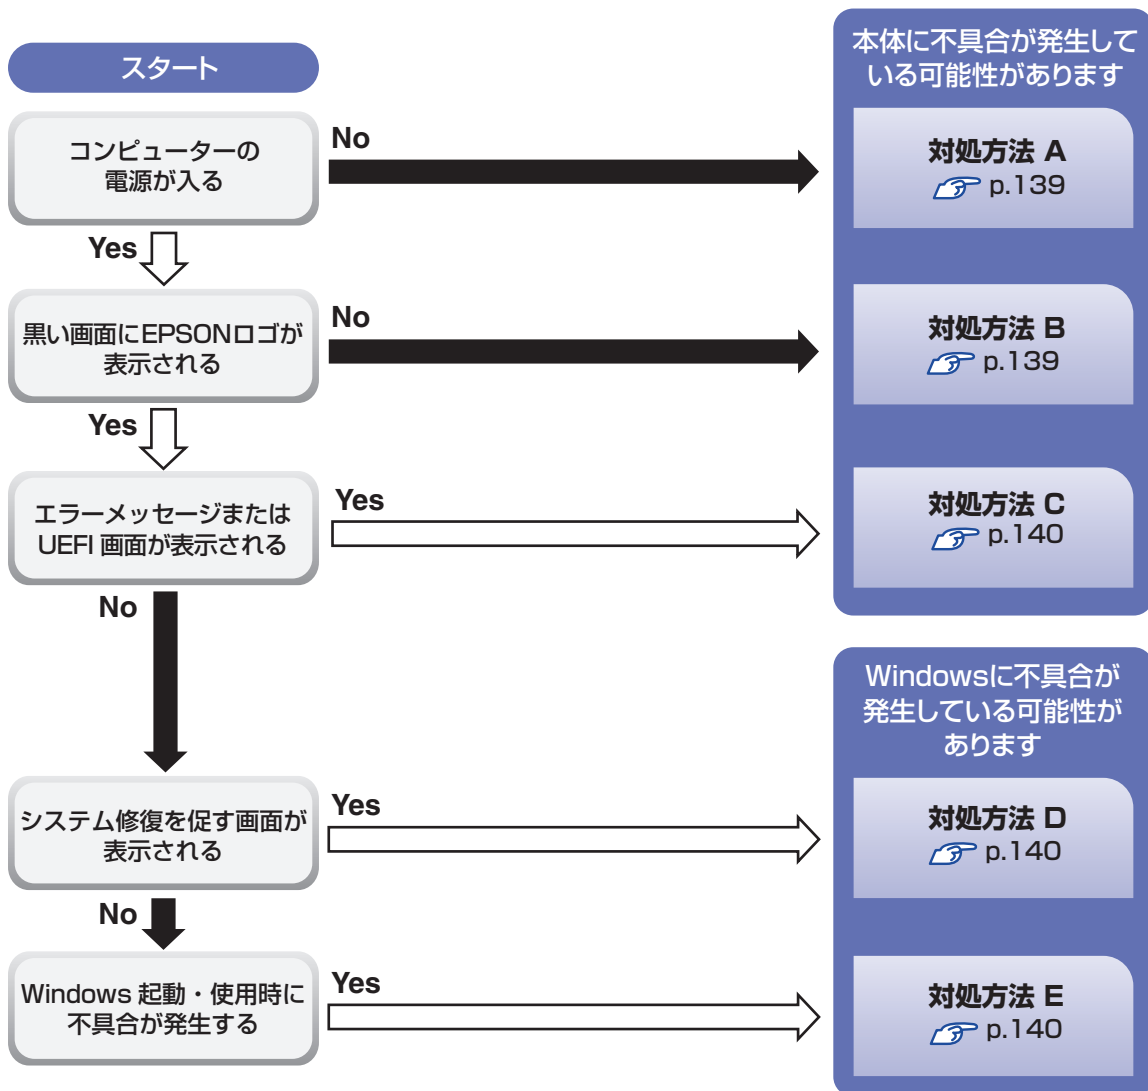 スタート
コンピューターの
電源が入る
No
Yes
本体に不具合が発生して
いる可能性があります
対処方法 A
p.139
黒い画面にEPSONロゴが
表示される
No
Yes
対処方法 B
p.139
エラーメッセージまたは
UEFI 画面が表示される
Yes
No
対処方法 C
p.140
Windowsに不具合が
発生している可能性が
あります
システム修復を促す画面が
表示される
Yes
No
対処方法 D
p.140
Windows 起動・使用時に
不具合が発生する
Yes
対処方法 E
p.140